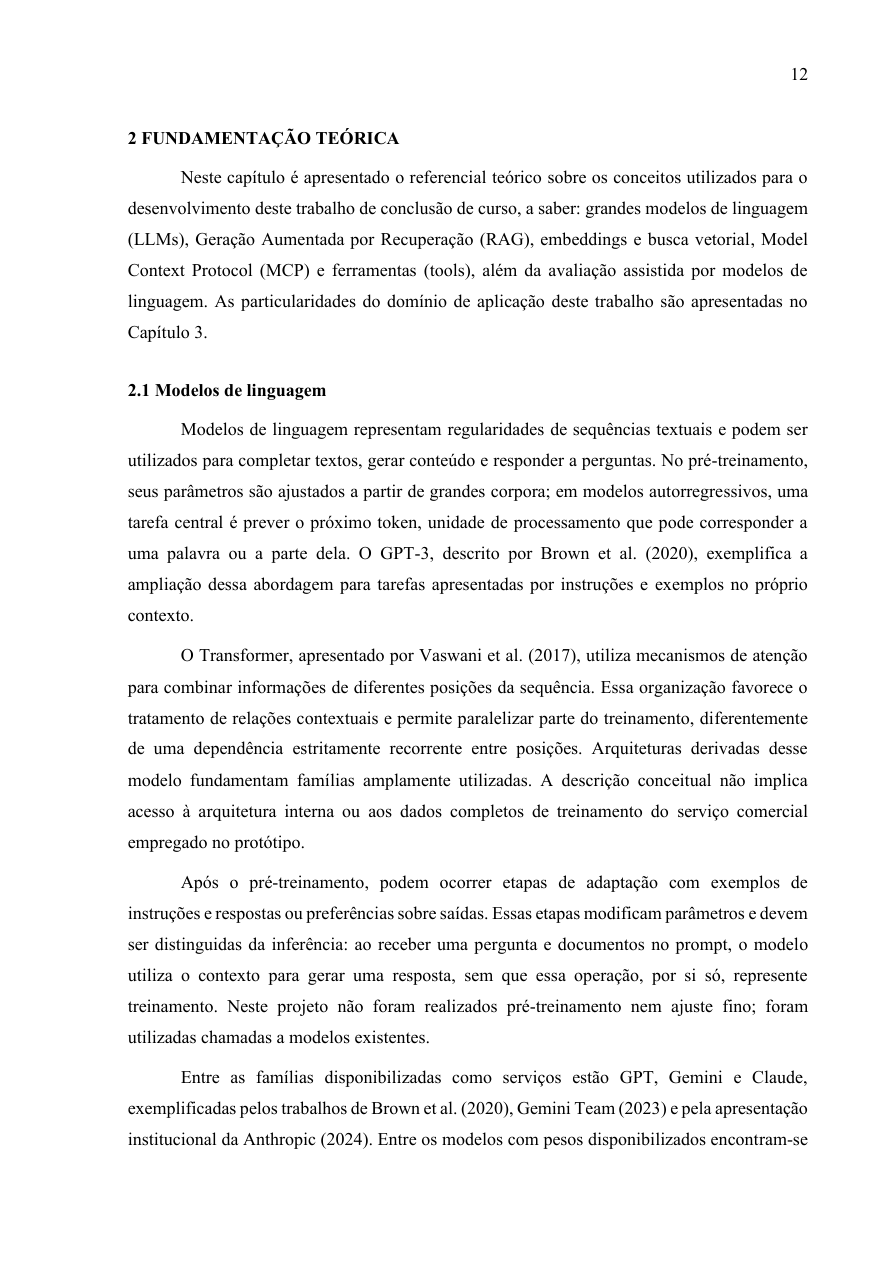 12
2 FUNDAMENTAÇÃO TEÓRICA
Neste capítulo é apresentado o referencial teórico sobre os conceitos utilizados para o
desenvolvimento deste trabalho de conclusão de curso, a saber: grandes modelos de linguagem
(LLMs), Geração Aumentada por Recuperação (RAG), embeddings e busca vetorial, Model
Context Protocol (MCP) e ferramentas (tools), além da avaliação assistida por modelos de
linguagem. As particularidades do domínio de aplicação deste trabalho são apresentadas no
Capítulo 3.
2.1 Modelos de linguagem
Modelos de linguagem representam regularidades de sequências textuais e podem ser
utilizados para completar textos, gerar conteúdo e responder a perguntas. No pré-treinamento,
seus parâmetros são ajustados a partir de grandes corpora; em modelos autorregressivos, uma
tarefa central é prever o próximo token, unidade de processamento que pode corresponder a
uma palavra ou a parte dela. O GPT-3, descrito por Brown et al. (2020), exemplifica a
ampliação dessa abordagem para tarefas apresentadas por instruções e exemplos no próprio
contexto.
O Transformer, apresentado por Vaswani et al. (2017), utiliza mecanismos de atenção
para combinar informações de diferentes posições da sequência. Essa organização favorece o
tratamento de relações contextuais e permite paralelizar parte do treinamento, diferentemente
de uma dependência estritamente recorrente entre posições. Arquiteturas derivadas desse
modelo fundamentam famílias amplamente utilizadas. A descrição conceitual não implica
acesso à arquitetura interna ou aos dados completos de treinamento do serviço comercial
empregado no protótipo.
Após o pré-treinamento, podem ocorrer etapas de adaptação com exemplos de
instruções e respostas ou preferências sobre saídas. Essas etapas modificam parâmetros e devem
ser distinguidas da inferência: ao receber uma pergunta e documentos no prompt, o modelo
utiliza o contexto para gerar uma resposta, sem que essa operação, por si só, represente
treinamento. Neste projeto não foram realizados pré-treinamento nem ajuste fino; foram
utilizadas chamadas a modelos existentes.
Entre as famílias disponibilizadas como serviços estão GPT, Gemini e Claude,
exemplificadas pelos trabalhos de Brown et al. (2020), Gemini Team (2023) e pela apresentação
institucional da Anthropic (2024). Entre os modelos com pesos disponibilizados encontram-se